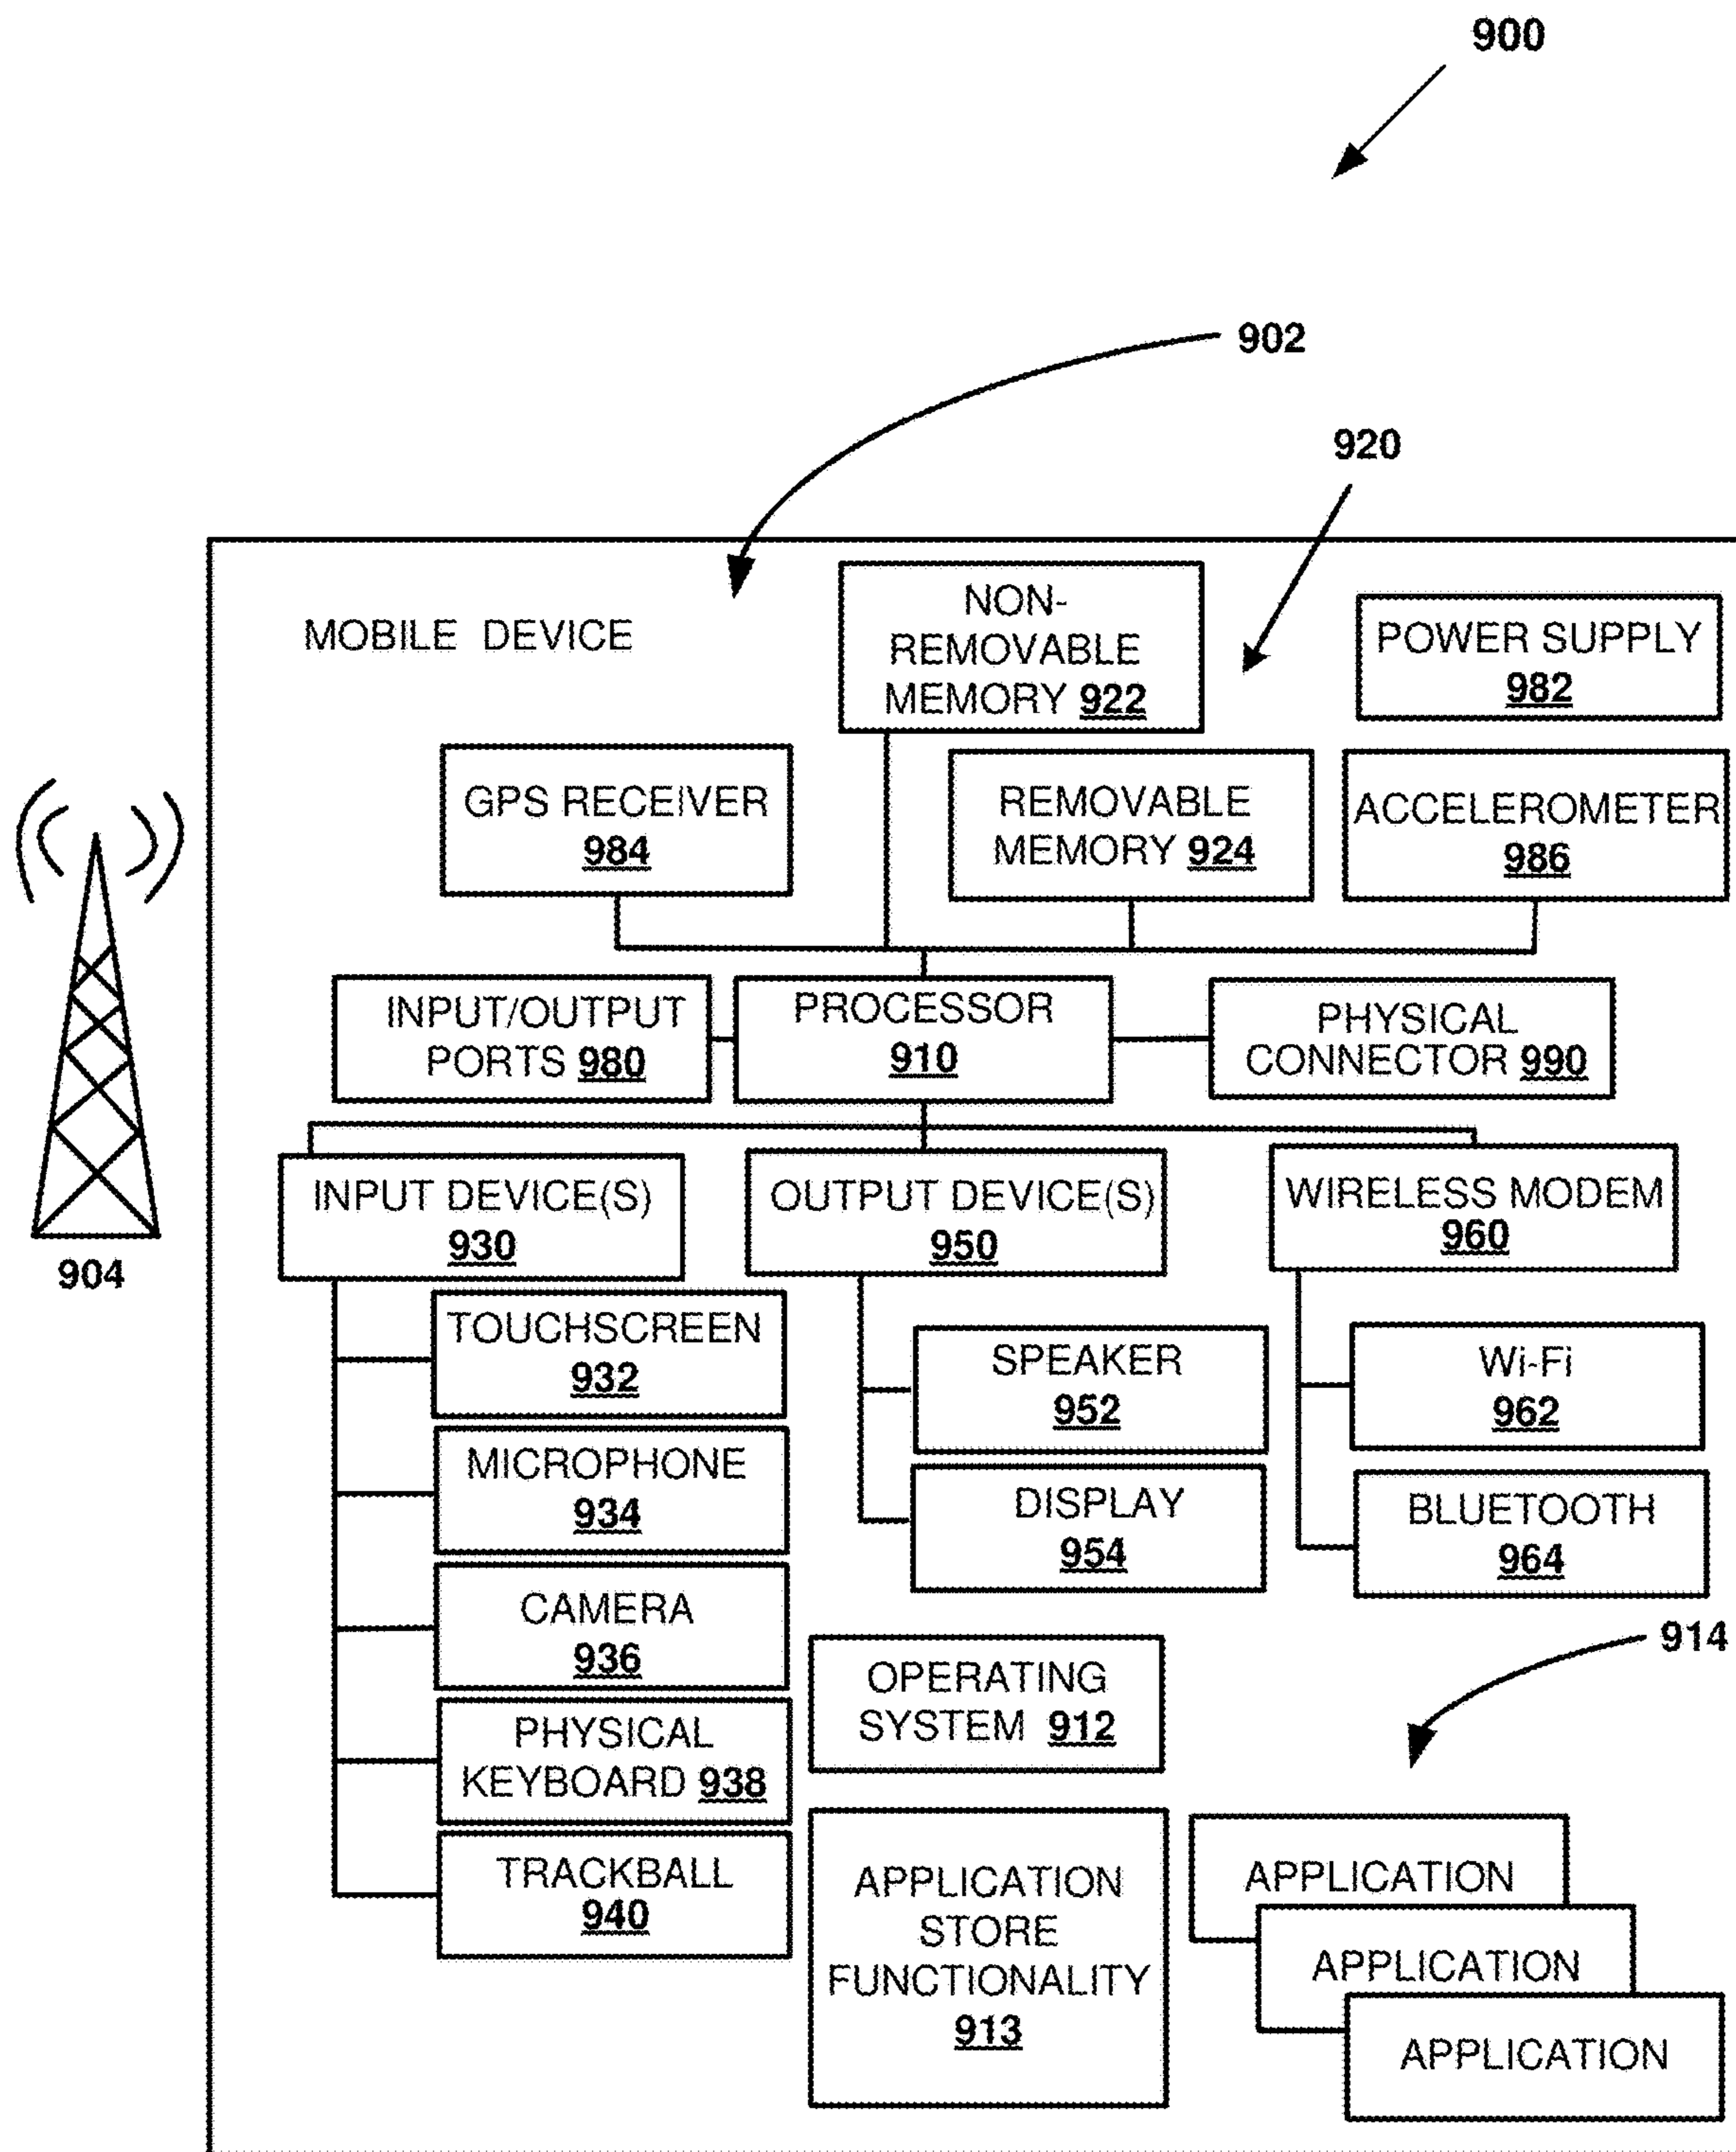 900
902
920
MOBILE DEVICE
NON-
REMOVABLE
MEMORY 922
POWER SUPPLY
982
GPS RECEIVER
984
REMOVABLE
MEMORY 924
ACCELEROMETER
986
INPUT/OUTPUT
PORTS 980
PROCESSOR
910
PHYSICAL
CONNECTOR 990
904
INPUT DEVICE(S)
930
OUTPUT DEVICE(S)
950
WIRELESS MODEM
960
TOUCHSCREEN
932
MICROPHONE
934
CAMERA
936
PHYSICAL
KEYBOARD 938
TRACKBALL
940
SPEAKER
952
DISPLAY
954
Wi-Fi
962
BLUETOOTH
964
914
OPERATING
SYSTEM 912
APPLICATION
STORE
FUNCTIONALITY
913
APPLICATION
APPLICATION
APPLICATION